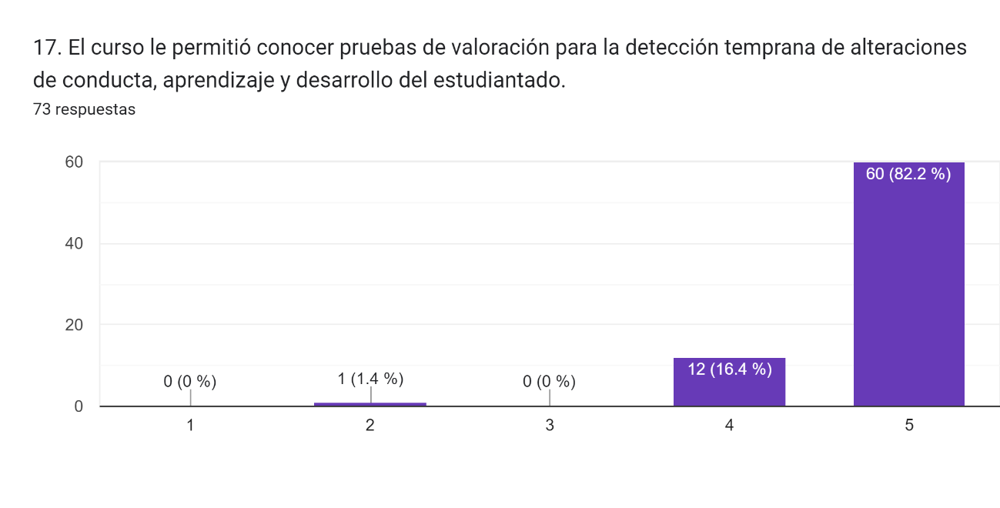 17. El curso le permitió conocer pruebas de valoración para la detección temprana de alteraciones
de conducta, aprendizaje y desarrollo del estudiantado.
73 respuestas
60
60 (82.2 %)
40
20
12 (16.4 %)
0 (0 %)
1 (1.4 %)
0 (0 %)
0
1
2
3
4
5